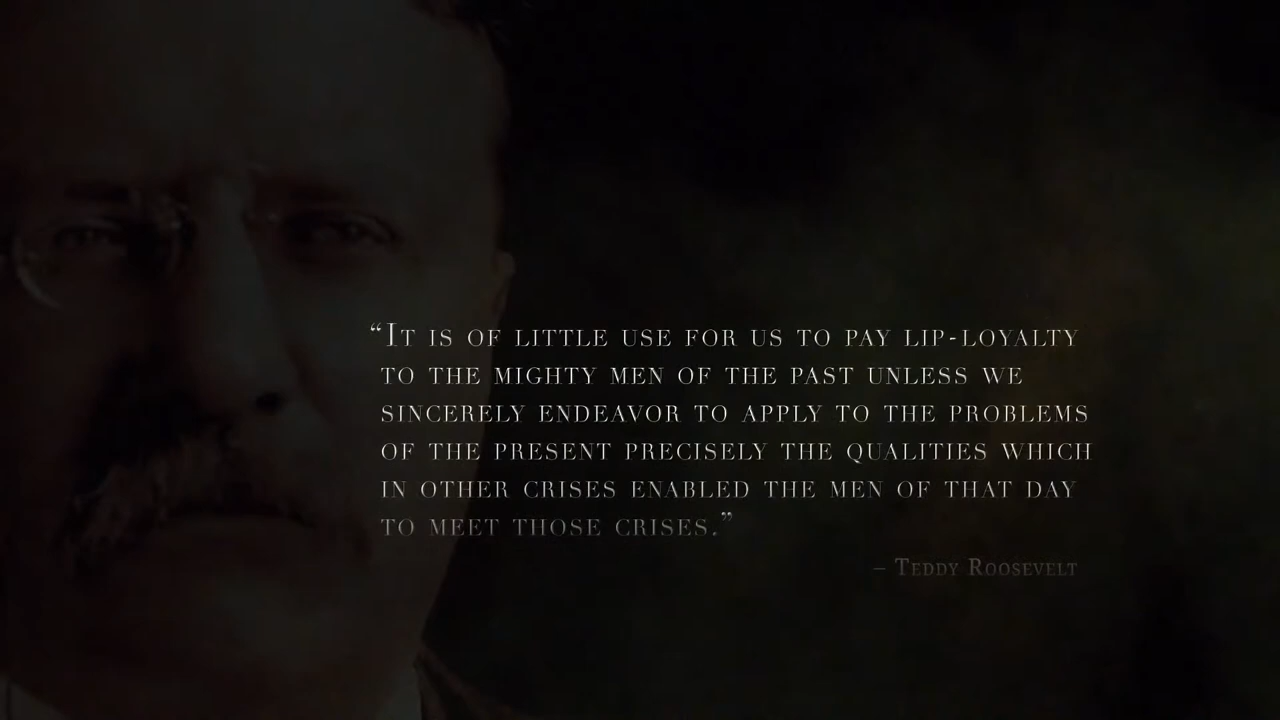 “It is of little use for us to pay lip-loyalty
to the mighty men of the past unless we
sincerely endeavor to apply to the problems
of the present precisely the qualities which
in other crises enabled the men of that day
to meet those crises.”
– Teddy Roosevelt